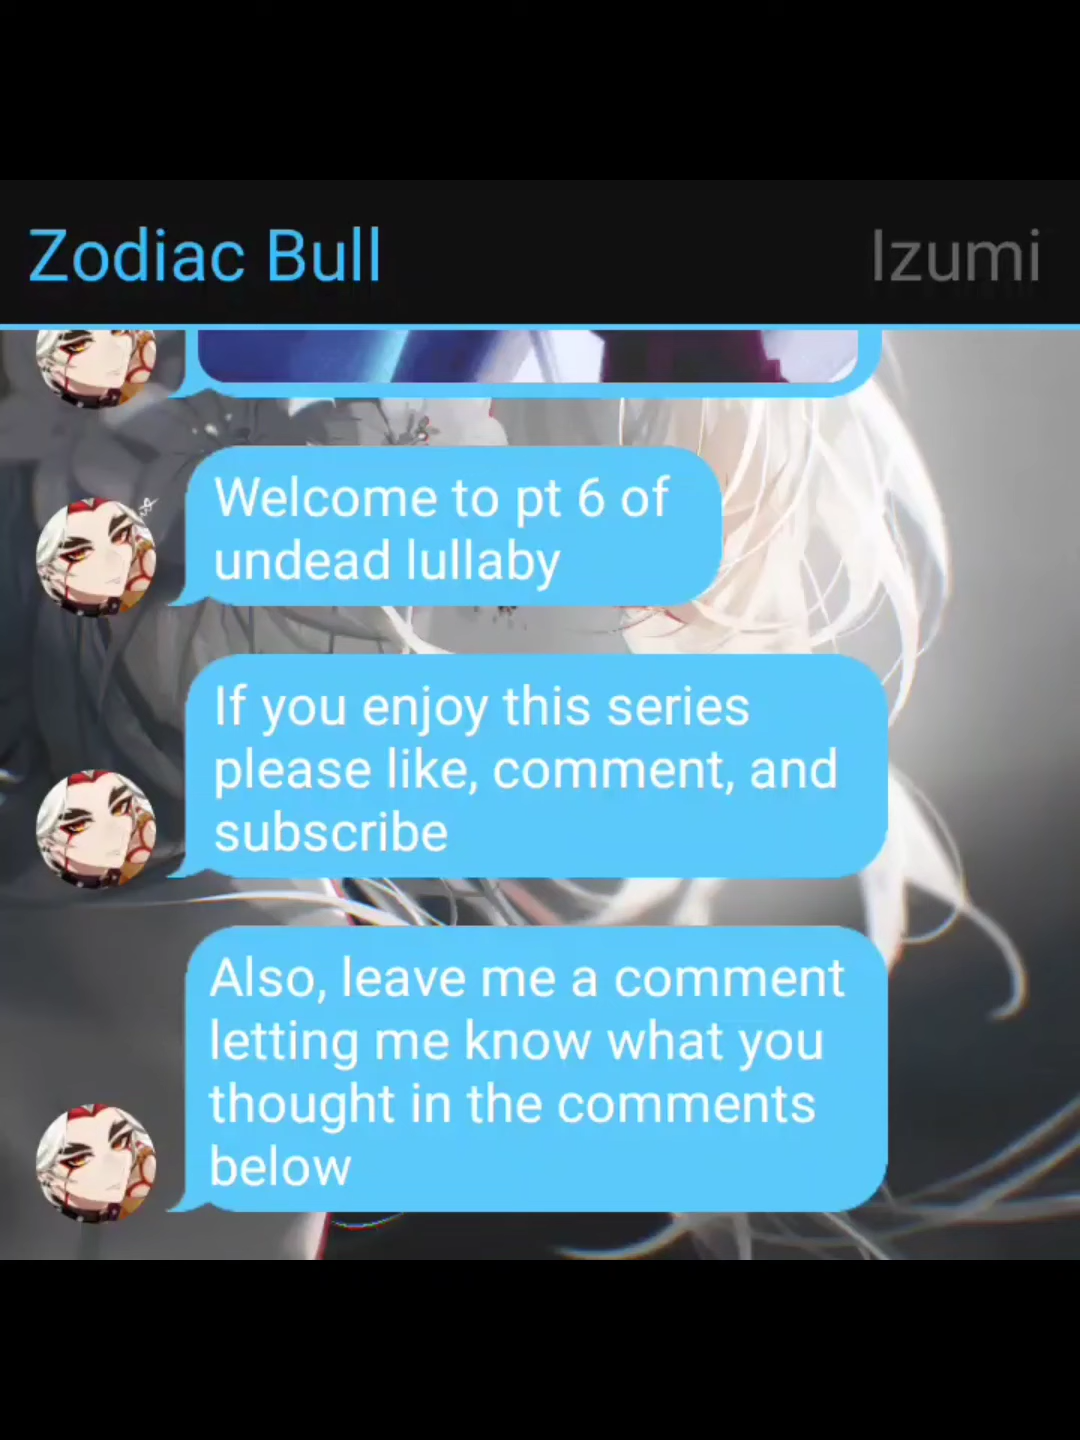 Zodiac Bull
Izumi
Welcome to pt 6 of
undead lullaby
If you enjoy this series
please like, comment, and
subscribe
Also, leave me a comment
letting me know what you
thought in the comments
below